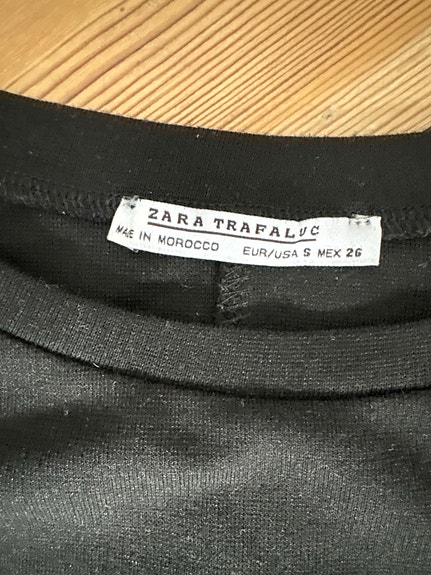 ZARA TRAFALUC
MADE IN MOROCCO EUR/USA S MEX 26